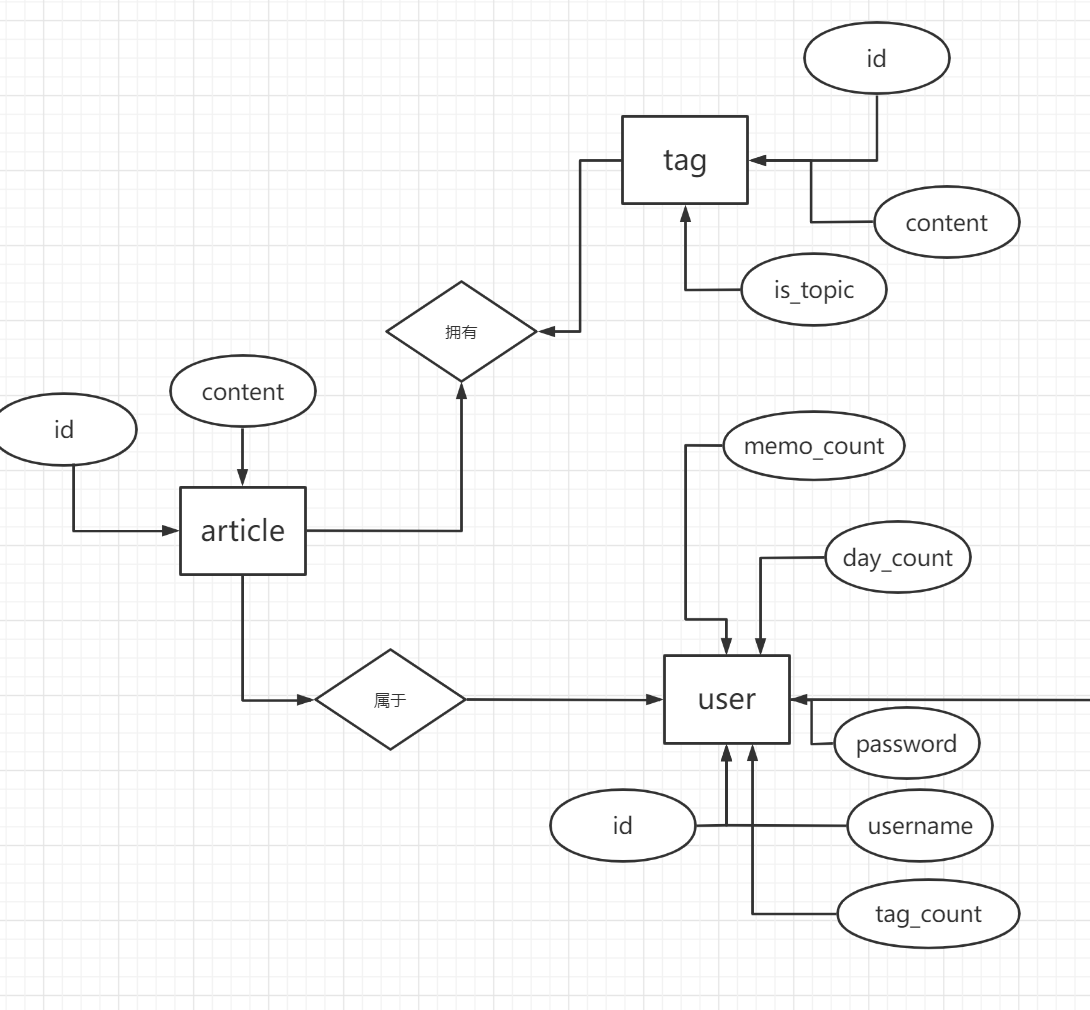 id
tag
content
is_topic
拥有
content
id
memo_count
article
day_count
user
属于
password
id
username
tag_count